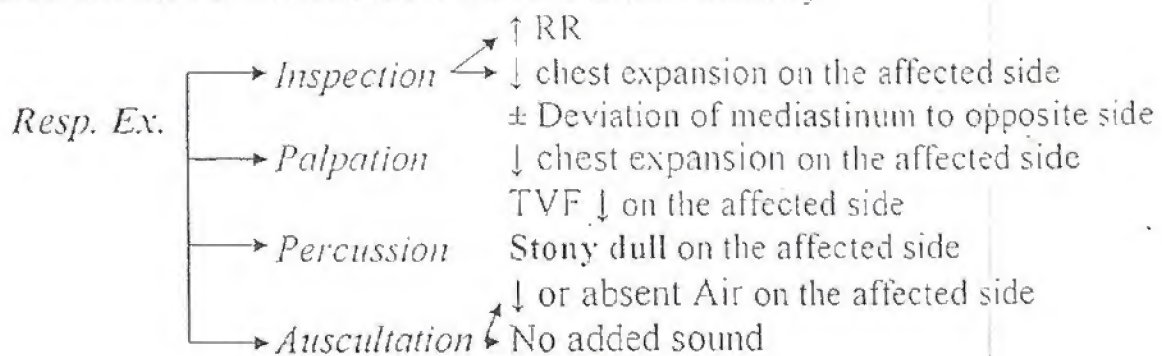 ↑ RR
Inspection ↓ chest expansion on the affected side
Resp. Ex. ± Deviation of mediastinum to opposite side
Palpation ↓ chest expansion on the affected side
TVF ↓ on the affected side
Percussion Stony dull on the affected side
↓ or absent Air on the affected side
Auscultation No added sound